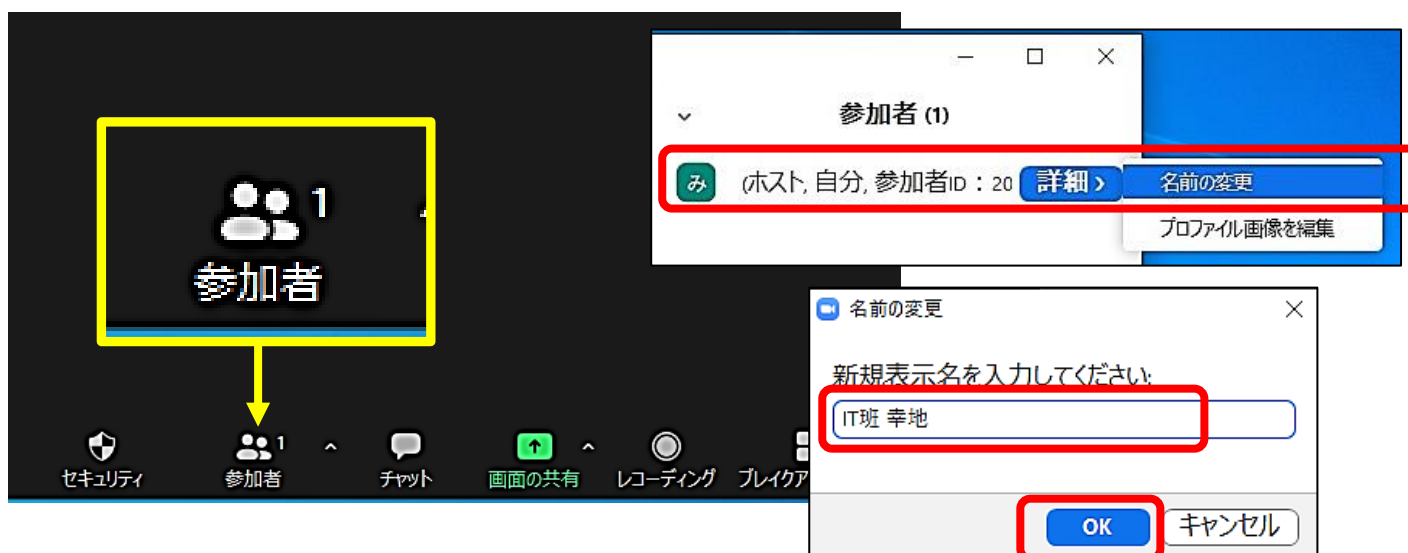 1
参加者
セキュリティ
1
参加者
チャット
画面の共有
レコーディング
ブレイクア
参加者 (1)
み (ホスト, 自分, 参加者ID：20 詳細 >
名前の変更
プロファイル画像を編集
名前の変更
新規表示名を入力してください:
IT班 幸地
OK キャンセル